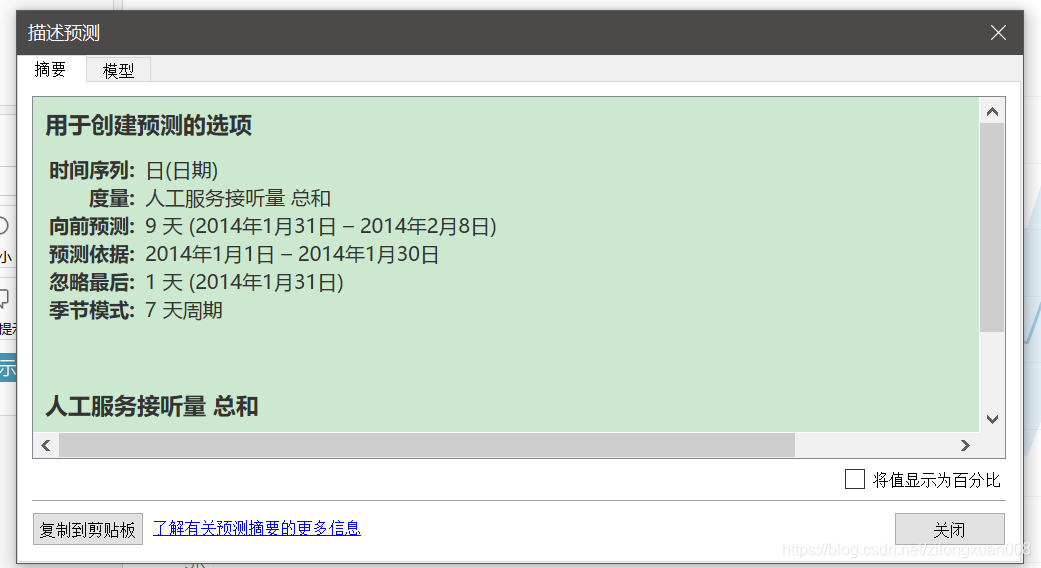 描述预测
摘要
模型
用于创建预测的选项
时间序列: 日(日期)
度量: 人工服务接听量 总和
向前预测: 9 天 (2014年1月31日 – 2014年2月8日)
预测依据: 2014年1月1日 – 2014年1月30日
忽略最后: 1 天 (2014年1月31日)
季节模式: 7 天周期
人工服务接听量 总和
将值显示为百分比
复制到剪贴板
了解有关预测摘要的更多信息
关闭
小
提示
示
https://blog.csdn.net/zilongxuan008